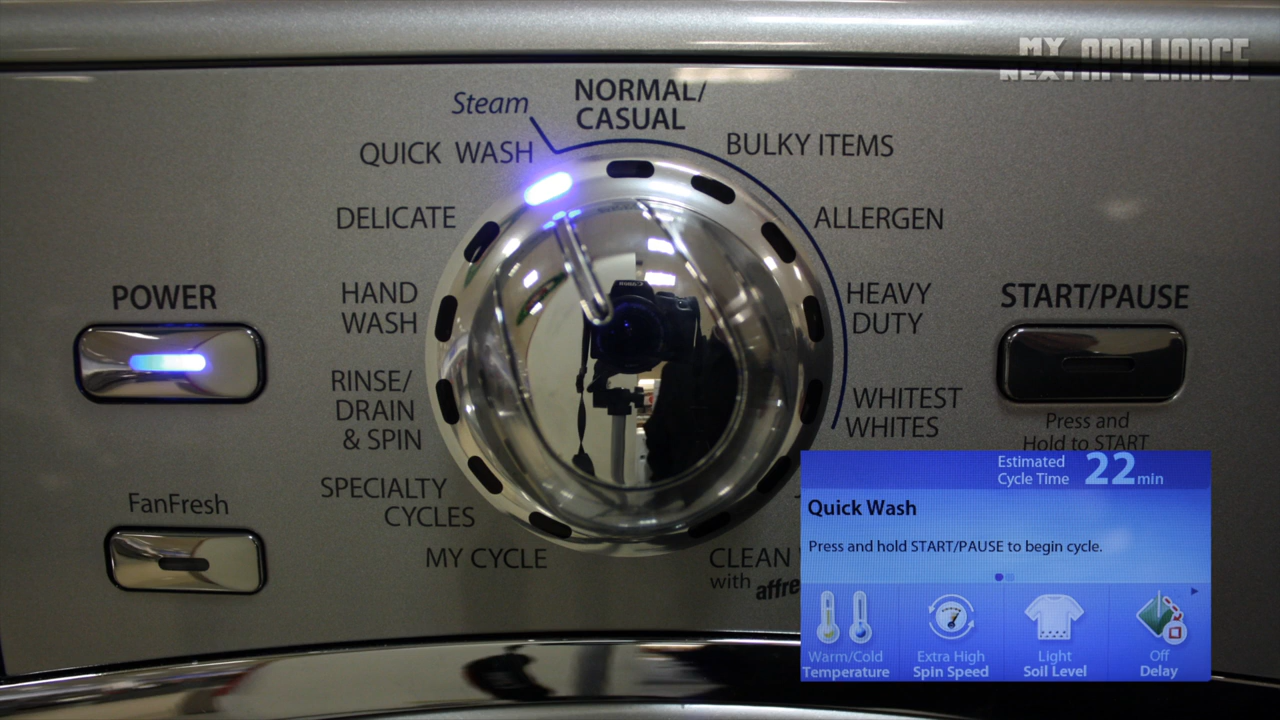 MY APPLIANCE
NEXT
Steam
NORMAL/
CASUAL
QUICK WASH
BULKY ITEMS
DELICATE
ALLERGEN
POWER
HAND
WASH
HEAVY
DUTY
START/PAUSE
RINSE/
DRAIN
& SPIN
WHITEST
WHITES
Press and
Hold to START
FanFresh
SPECIALTY
CYCLES
MY CYCLE
CLEAN
with
Estimated
Cycle Time 22 min
Quick Wash
Press and hold START/PAUSE to begin cycle.
Warm/Cold
Temperature
Extra High
Spin Speed
Light
Soil Level
Off
Delay